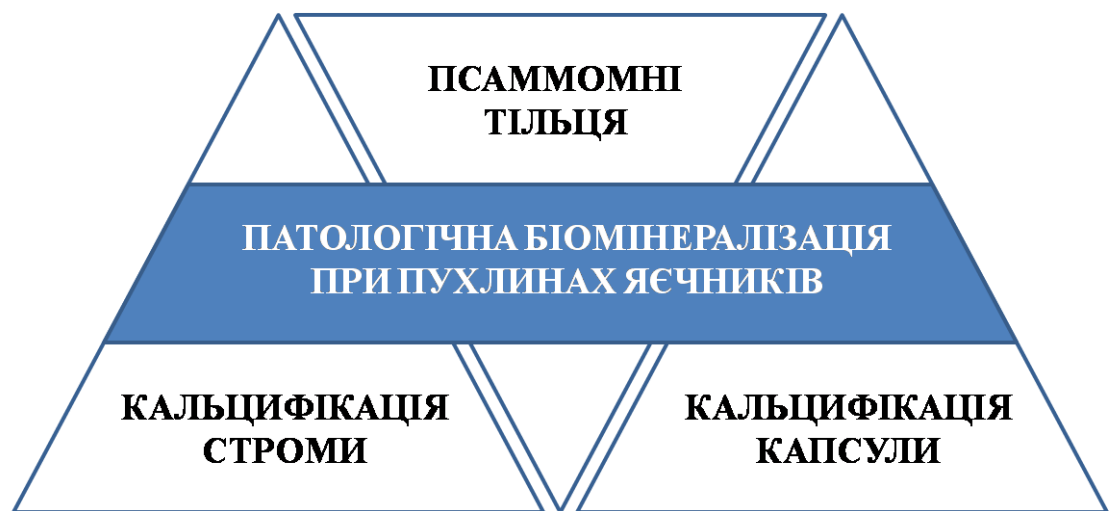 ПСАММОМНІ
ТІЛЬЦЯ
ПАТОЛОГІЧНА БІОМІНЕРАЛІЗАЦІЯ
ПРИ ПУХЛИНАХ ЯЄЧНИКІВ
КАЛЬЦИФІКАЦІЯ
СТРОМИ
КАЛЬЦИФІКАЦІЯ
КАПСУЛИ